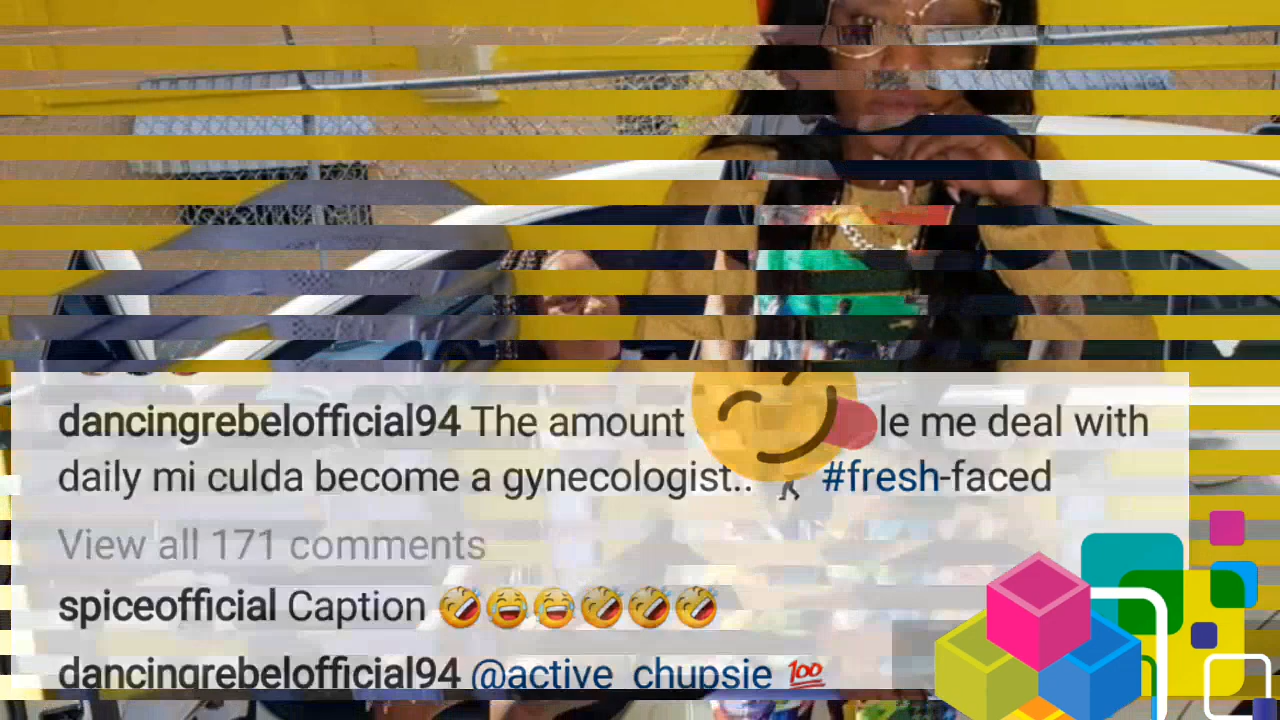 dancingrebelofficial94 The amount le me deal with
daily mi culda become a gynecologist.. #fresh-faced
View all 171 comments
spiceofficial Caption 🤣😂😂🤣🤣🤣
dancingrebelofficial94 @active_chupsie 💯